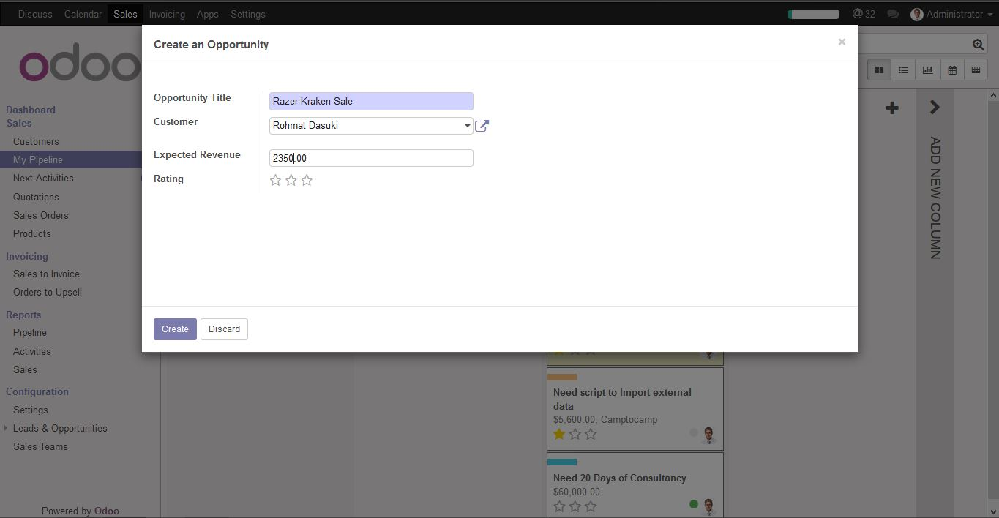 Discuss Calendar Sales Invoicing Apps Settings @ 32 Administrator
Create an Opportunity ×
odoo
Opportunity Title Razer Kraken Sale
Customer Rohmat Dasuki
Expected Revenue 2350.00
Rating
Dashboard
Sales
Customers
My Pipeline
Next Activities
Quotations
Sales Orders
Products
Invoicing
Sales to Invoice
Orders to Upsell
Reports
Pipeline
Activities
Sales
Configuration
Settings
Leads & Opportunities
Sales Teams
Powered by Odoo
Create Discard
ADD NEW COLUMN
Need script to Import external
data
$5,600.00, Camptocamp
Need 20 Days of Consultancy
$60,000.00